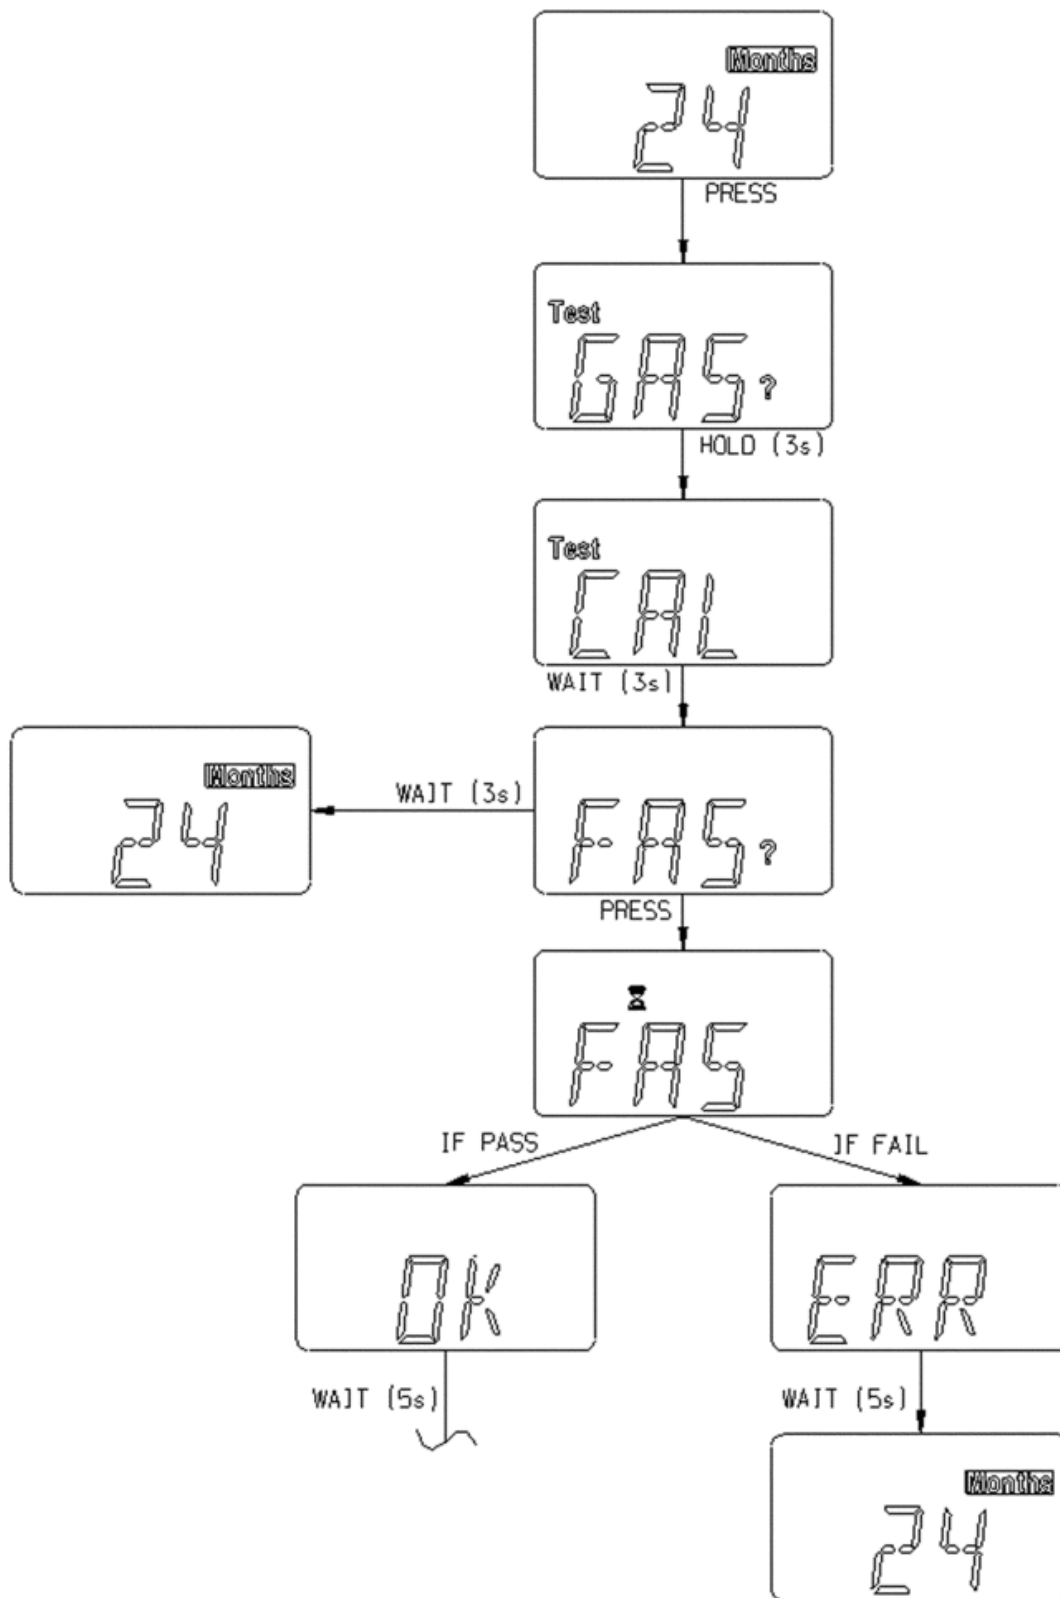 Months
24
PRESS
Test
GAS?
HOLD (3s)
Test
CAL
WAIT (3s)
Months
24
WAIT (3s)
FAS?
PRESS
FAS
IF PASS
IF FAIL
OK
ERR
WAIT (5s)
WAIT (5s)
Months
24